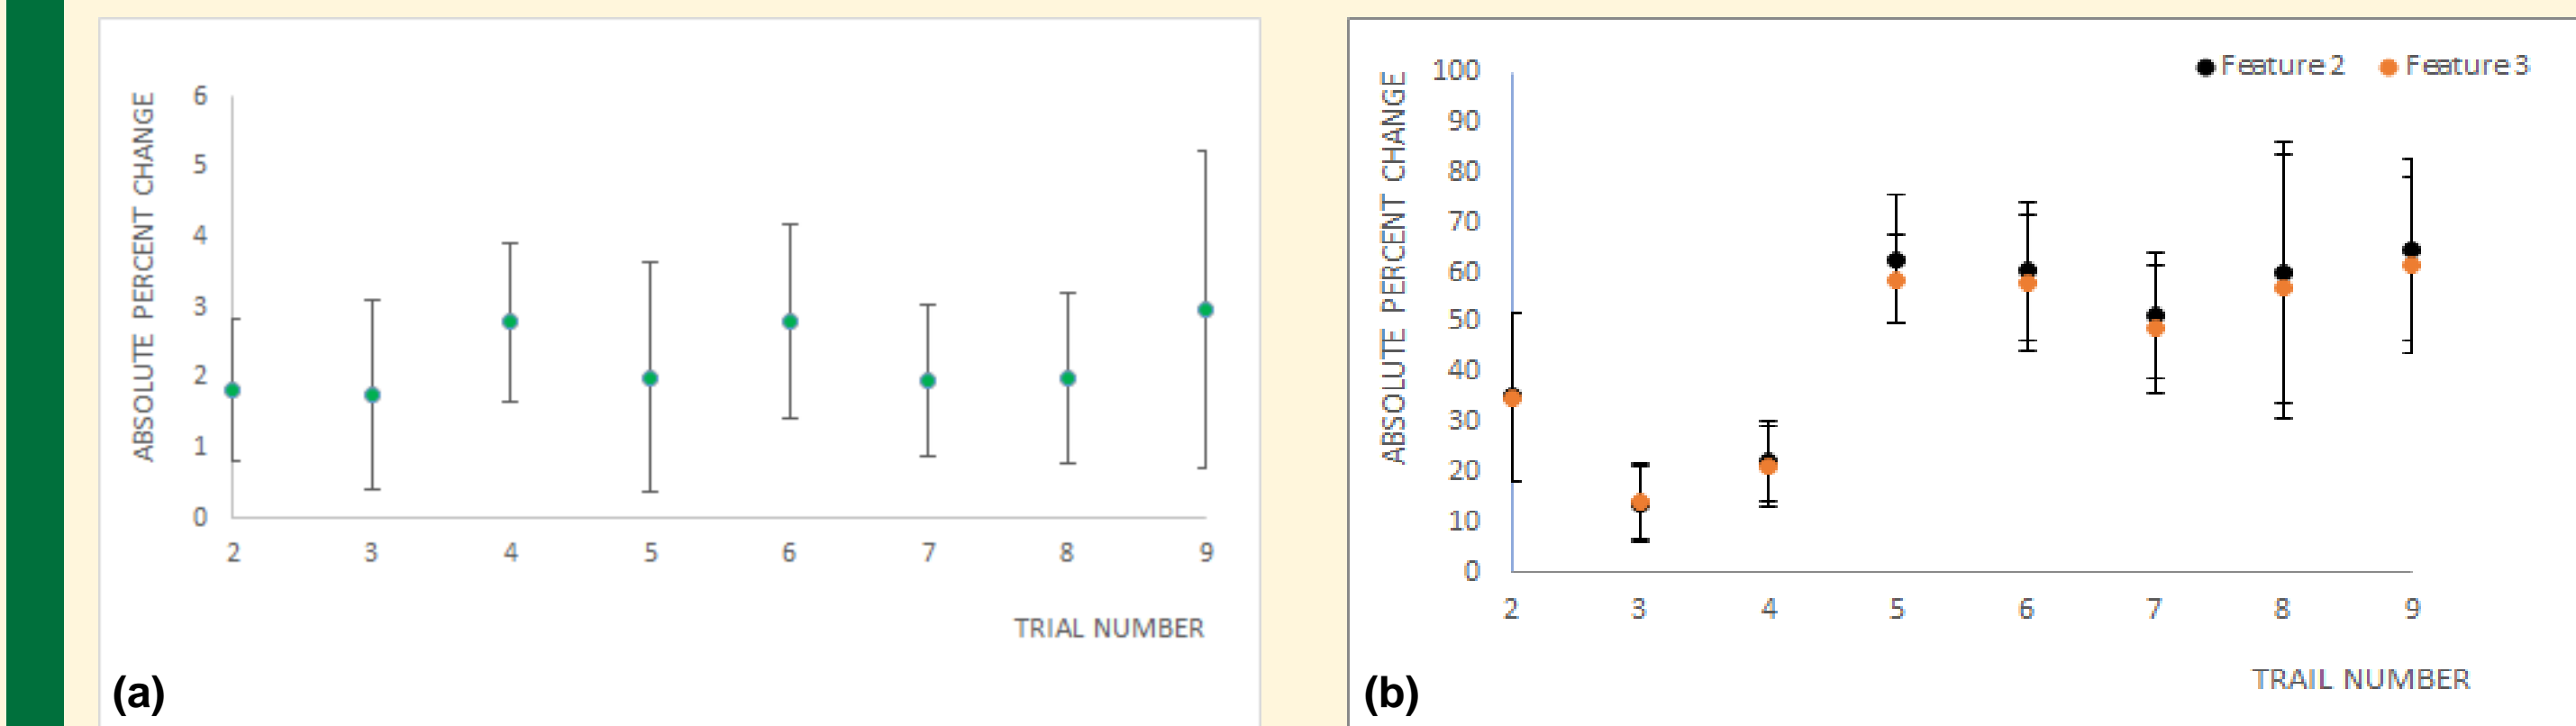 ABSOLUTE PERCENT CHANGE
6
5
4
3
2
1
0
2 3 4 5 6 7 8 9
TRIAL NUMBER
(a)
Feature 2 Feature 3
ABSOLUTE PERCENT CHANGE
100
90
80
70
60
50
40
30
20
10
0
2 3 4 5 6 7 8 9
TRAIL NUMBER
(b)